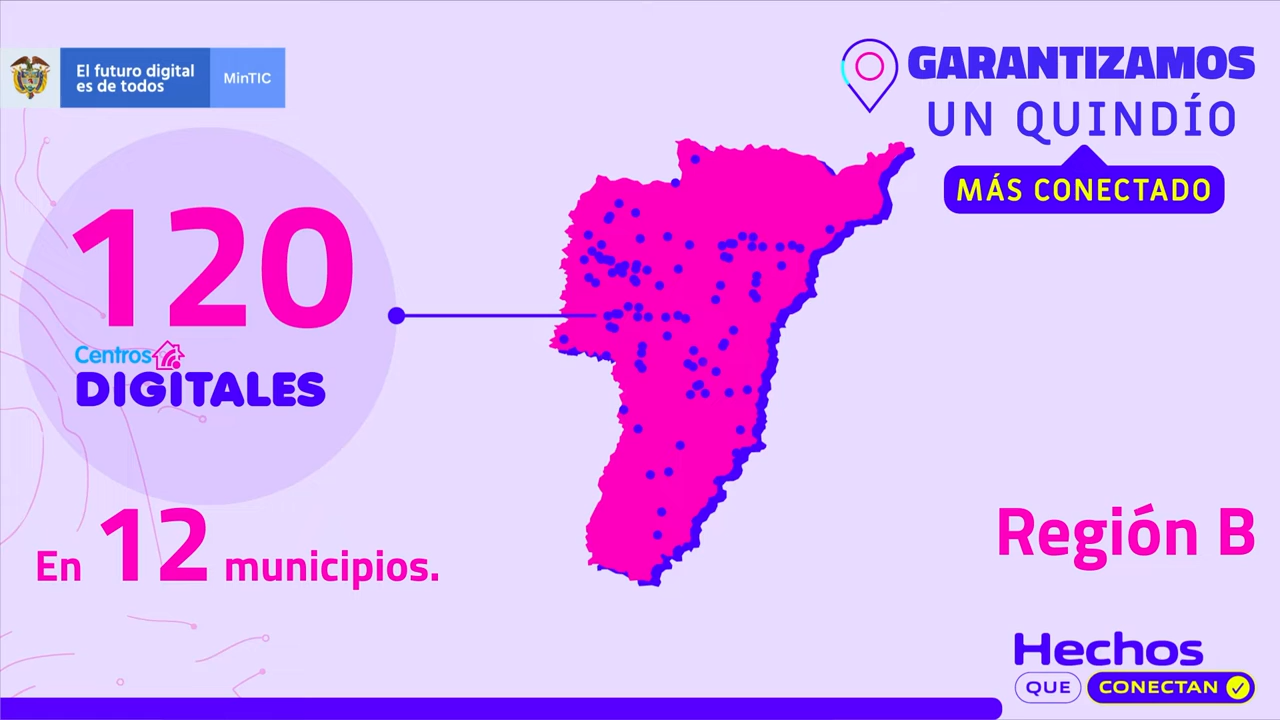 El futuro digital
es de todos
MinTIC
GARANTIZAMOS
UN QUINDÍO
MÁS CONECTADO
120
Centros
DIGITALES
En 12 municipios.
Región B
Hechos
QUE CONECTAN